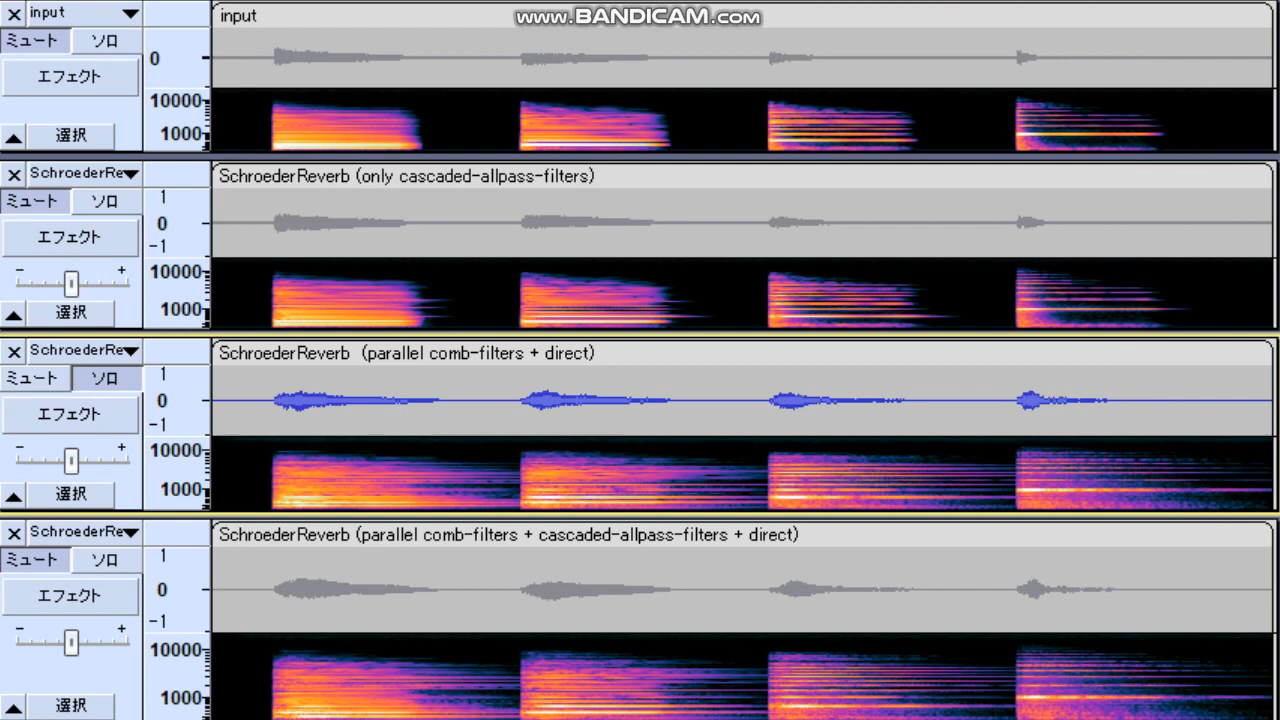 www.BANDICAM.com
input
input
ミュート ソロ
エフェクト
選択
0
10000
1000
SchroederRe
SchroederReverb (only cascaded-allpass-filters)
ミュート ソロ
エフェクト
- +
選択
1
0
-1
10000
1000
SchroederRe
SchroederReverb (parallel comb-filters + direct)
ミュート ソロ
エフェクト
- +
選択
1
0
-1
10000
1000
SchroederRe
SchroederReverb (parallel comb-filters + cascaded-allpass-filters + direct)
ミュート ソロ
エフェクト
- +
選択
1
0
-1
10000
1000